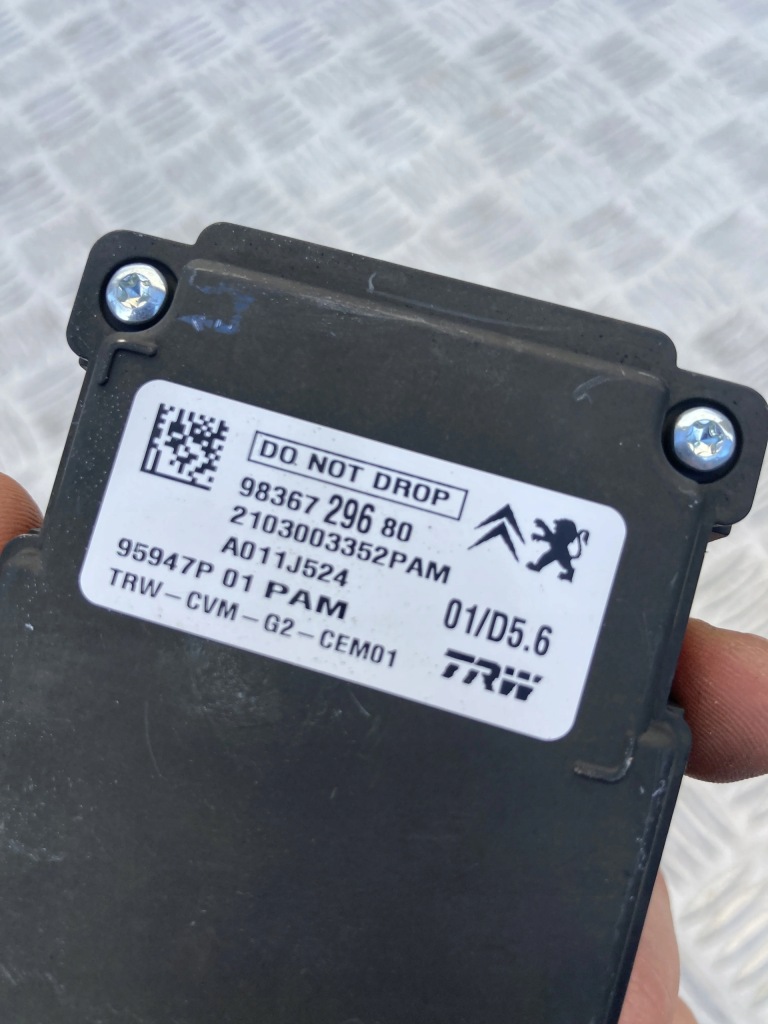 DO NOT DROP
98367 296 80
2103003352PAM
A011J524
95947P 01 PAM
01/D5.6
TRW-CVM-G2-CEM01
TRW